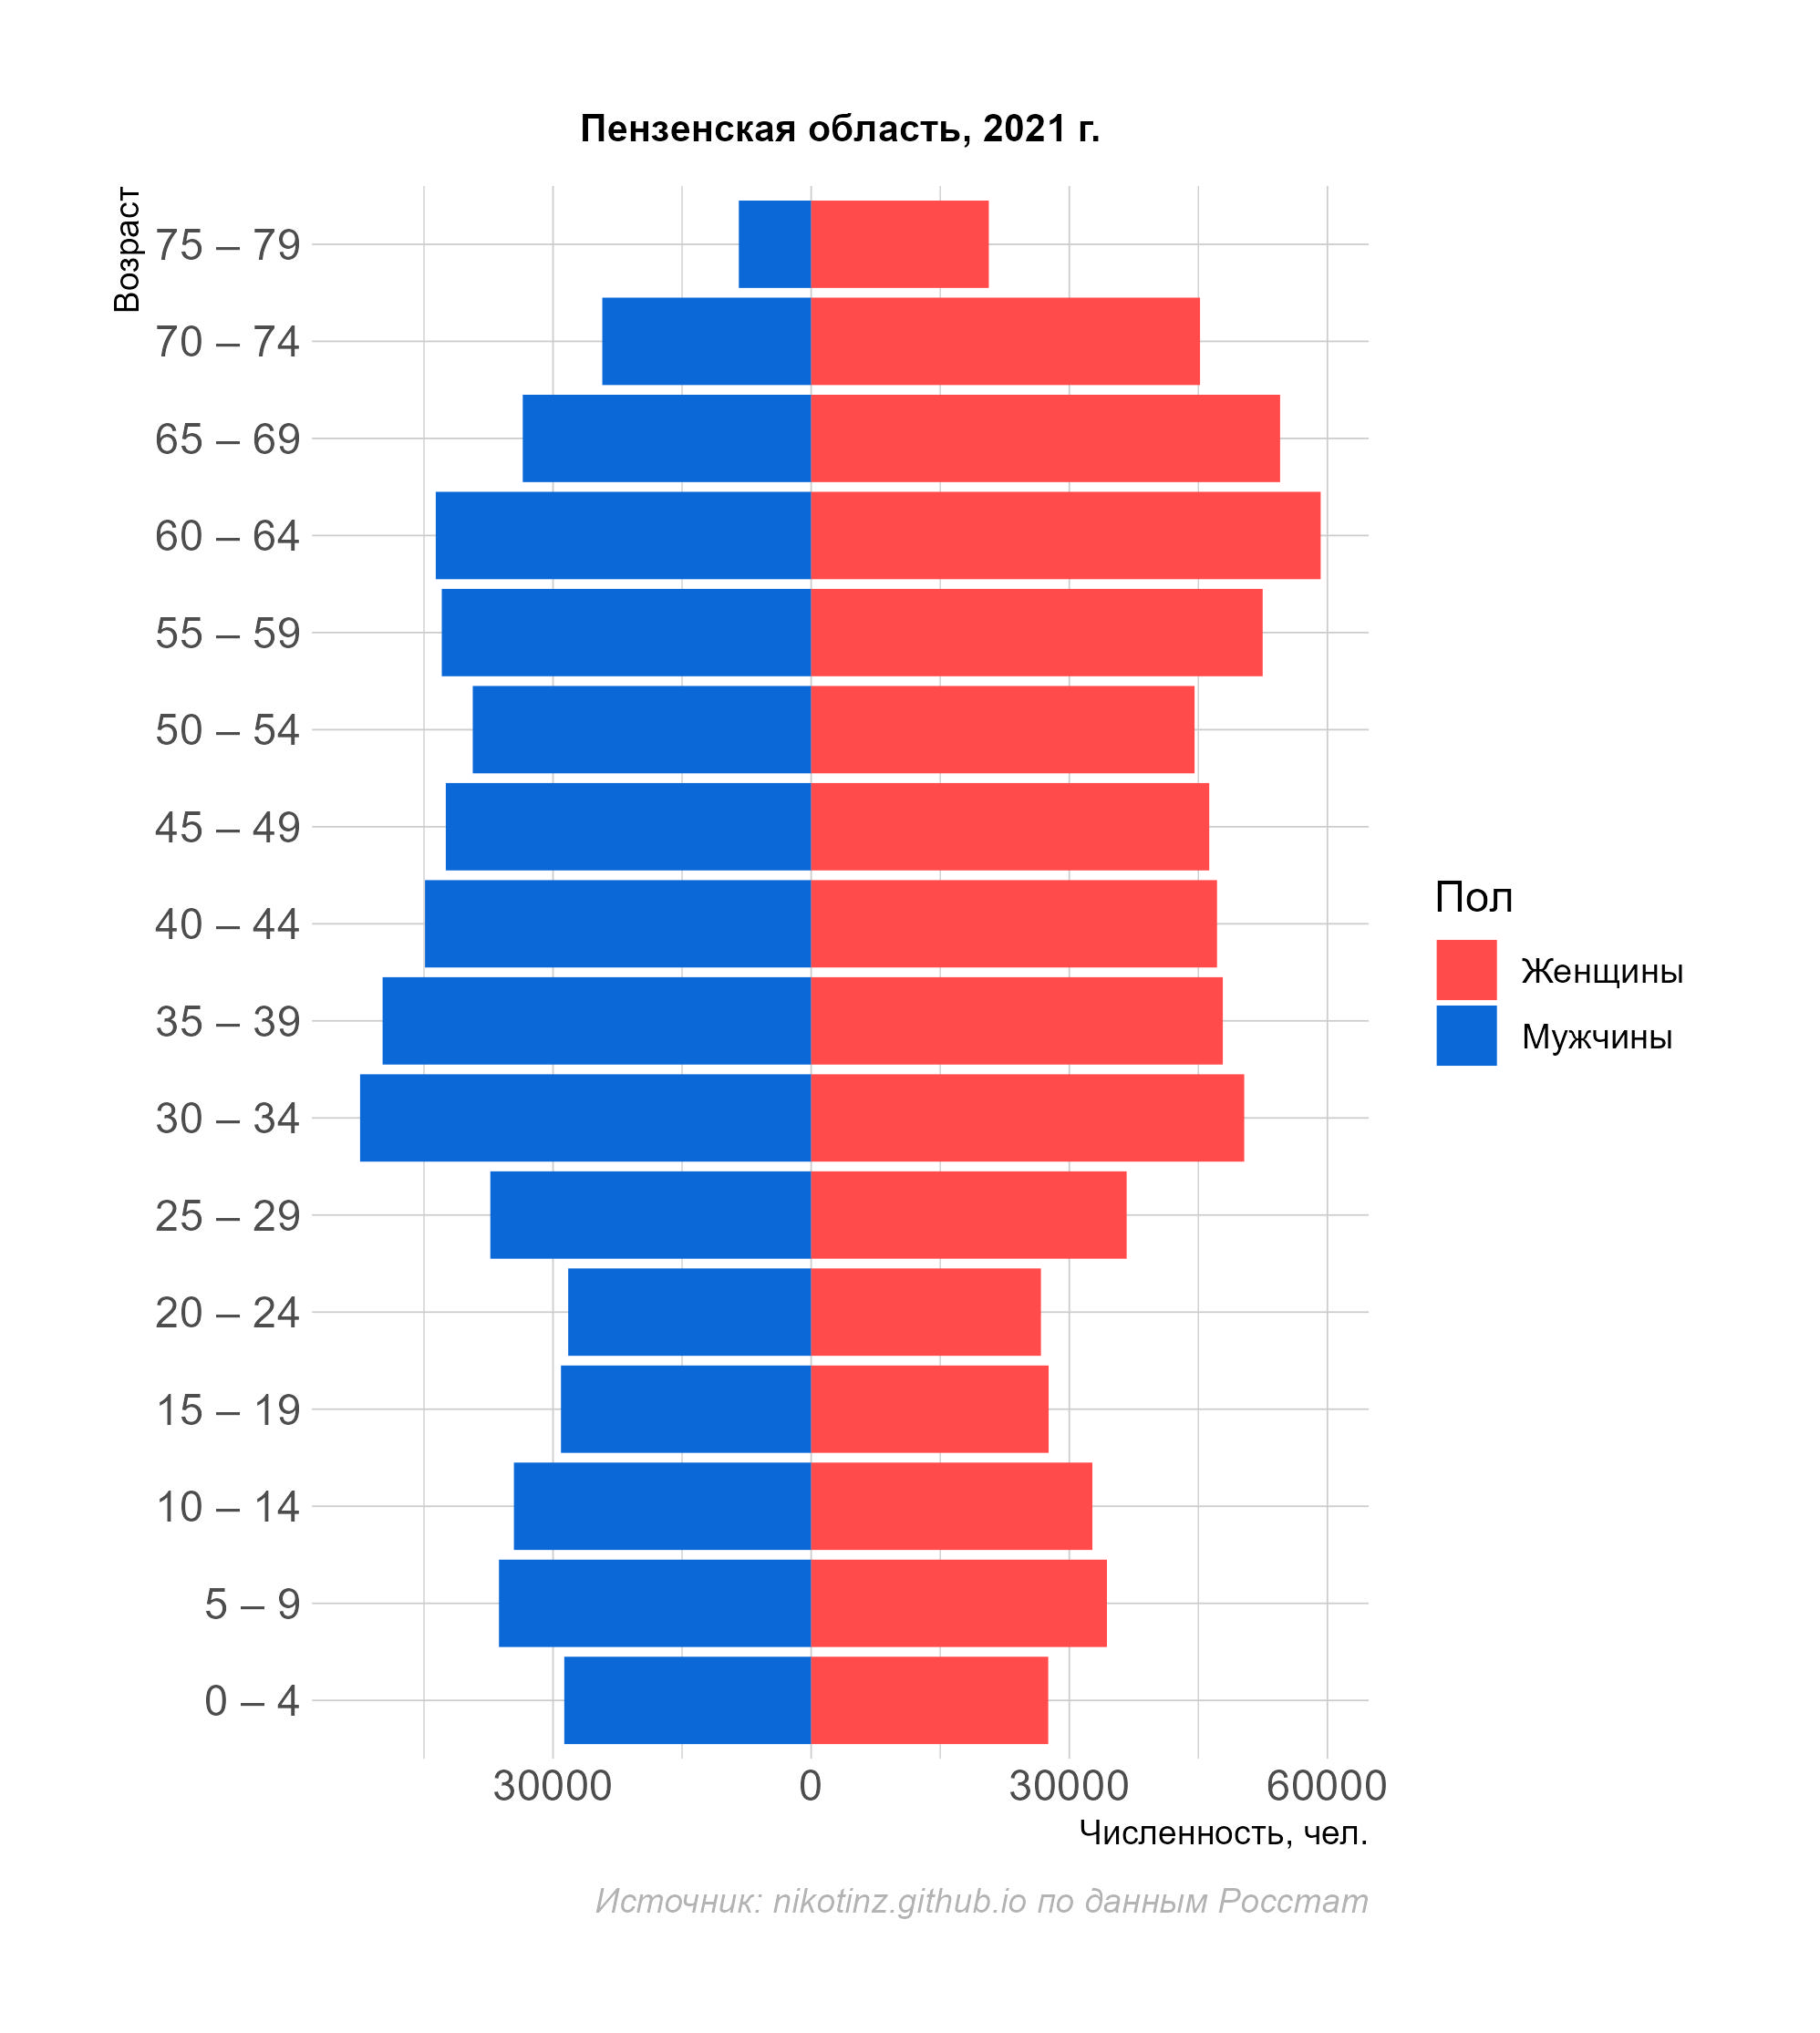 Пензенская область, 2021 г.
Возраст
75 – 79
70 – 74
65 – 69
60 – 64
55 – 59
50 – 54
45 – 49
40 – 44
35 – 39
30 – 34
25 – 29
20 – 24
15 – 19
10 – 14
5 – 9
0 – 4
30000 0 30000 60000
Численность, чел.
Пол
Женщины
Мужчины
Источник: nikotinz.github.io по данным Росстат